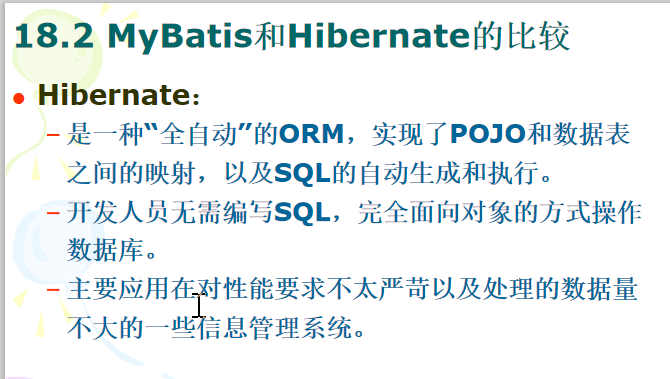 18.2 MyBatis和Hibernate的比较
• Hibernate：
– 是一种“全自动”的ORM，实现了POJO和数据表
之间的映射，以及SQL的自动生成和执行。
– 开发人员无需编写SQL，完全面向对象的方式操作
数据库。
– 主要应用在对性能要求不太严苛以及处理的数据量
不大的一些信息管理系统。